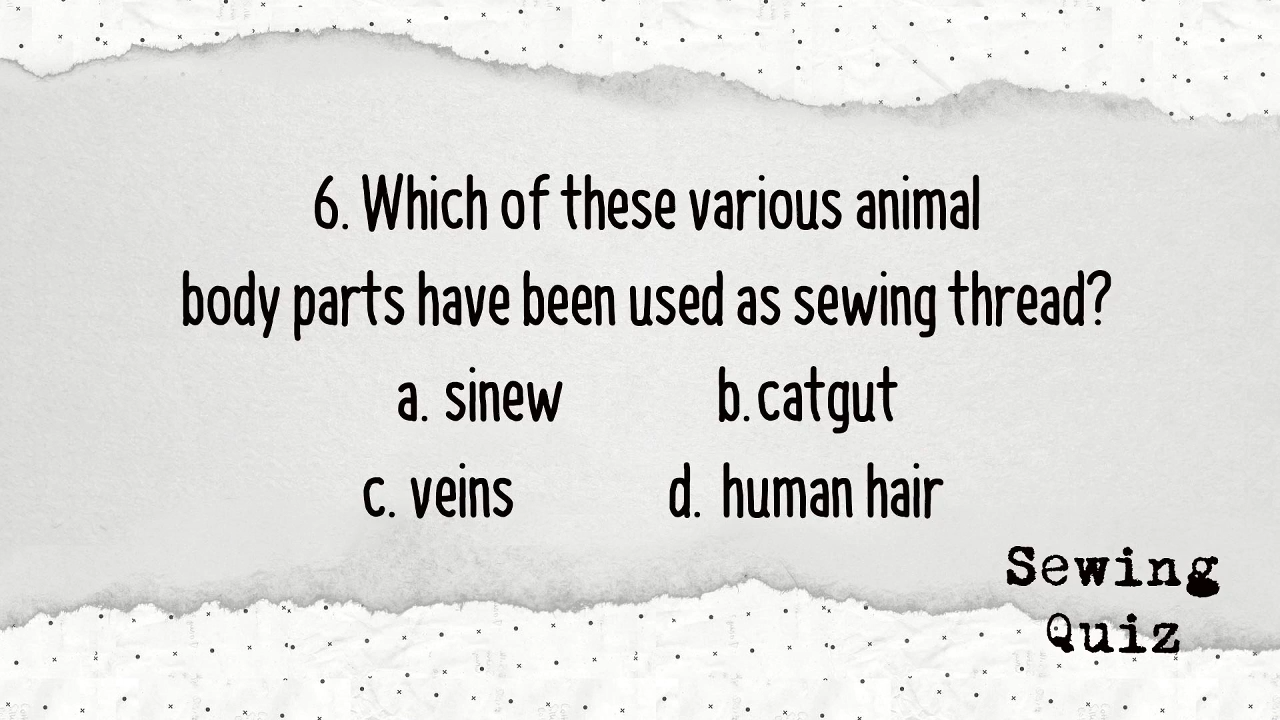 6. Which of these various animal
body parts have been used as sewing thread?
a. sinew b.catgut
c. veins d. human hair
Sewing
Quiz